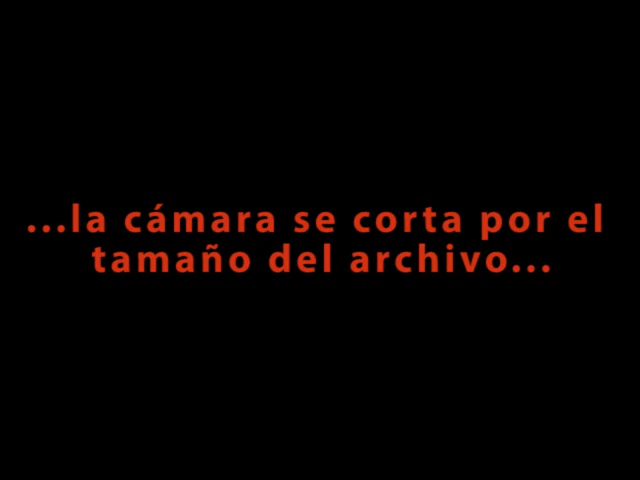 ...la cámara se corta por el
tamaño del archivo...